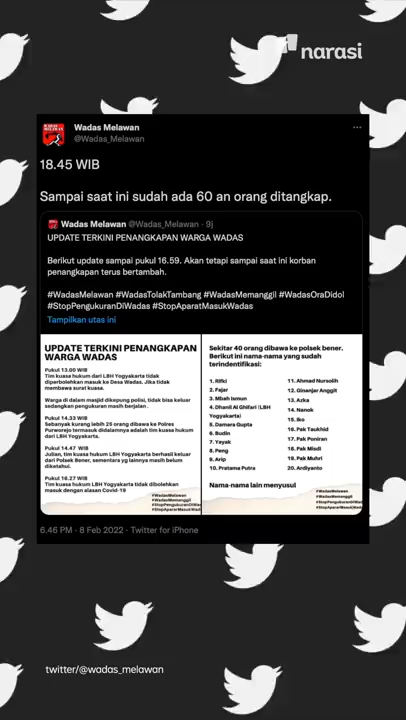 narasi
Wadas Melawan
@Wadas_Melawan
18.45 WIB
Sampai saat ini sudah ada 60 an orang ditangkap.
Wadas Melawan @Wadas_Melawan · 9j
UPDATE TERKINI PENANGKAPAN WARGA WADAS
Berikut update sampai pukul 16.59. Akan tetapi sampai saat ini korban
penangkapan terus bertambah.
#WadasMelawan #WadasTolakTambang #WadasMemanggil #WadasOraDidol
#StopPengukuranDiWadas #StopAparatMasukWadas
Tampilkan utas ini
UPDATE TERKINI PENANGKAPAN
WARGA WADAS
Pukul 13.00 WIB
Tim kuasa hukum dari LBH Yogyakarta tidak
diperbolehkan masuk ke Desa Wadas. Jika tidak
membawa surat kuasa.
Warga di dalam masjid dikepung polisi, tidak bisa keluar
sedangkan pengukuran masih berjalan.
Pukul 14.33 WIB
Sebanyak kurang lebih 25 orang dibawa ke Polres
Purworejo termasuk didalamnya adalah tim kuasa hukum
dari LBH Yogyakarta.
Pukul 14.47 WIB
Julian, tim kuasa hukum LBH Yogyakarta berhasil keluar
dari Polsek Bener, sementara yg lainnya masih belum
diketahui.
Pukul 16.27 WIB
Tim kuasa hukum LBH Yogyakarta tidak dibolehkan
masuk dengan alasan Covid-19
#WadasMelawan
#WadasMemanggil
#StopPengukuranDiWadas
#StopAparatMasukWadas
Sekitar 40 orang dibawa ke polsek bener.
Berikut ini nama-nama yang sudah
terindentifikasi:
1. Rifki
2. Fajar
3. Mbah Ismun
4. Dhanil Al Ghifari (LBH
Yogyakarta)
5. Damara Gupta
6. Budin
7. Yayak
8. Peng
9. Arip
10. Pratama Putra
11. Ahmad Nursolih
12. Ginanjar Anggit
13. Azka
14. Nanok
15. Iko
16. Pak Taukhid
17. Pak Poniran
18. Pak Misdi
19. Pak Muhri
20. Ardiyanto
Nama-nama lain menyusul
#WadasMelawan
#WadasMemanggil
#StopPengukuranDiWad
#StopAparatMasukWad
6.46 PM · 8 Feb 2022 · Twitter for iPhone
twitter/@wadas_melawan